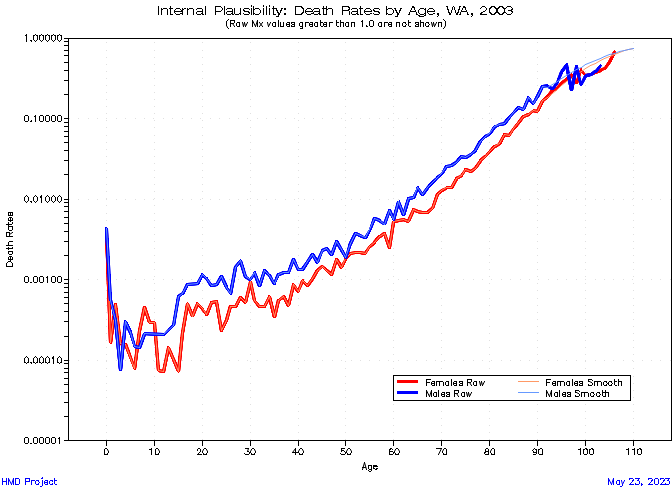 Internal Plausibility: Death Rates by Age, WA, 2003
(Raw Mx values greater than 1.0 are not shown)
1.00000
0.10000
0.01000
0.00100
0.00010
0.00001
Death Rates
0 10 20 30 40 50 60 70 80 90 100 110
Age
Females Raw Females Smooth
Males Raw Males Smooth
HMD Project May 23, 2023